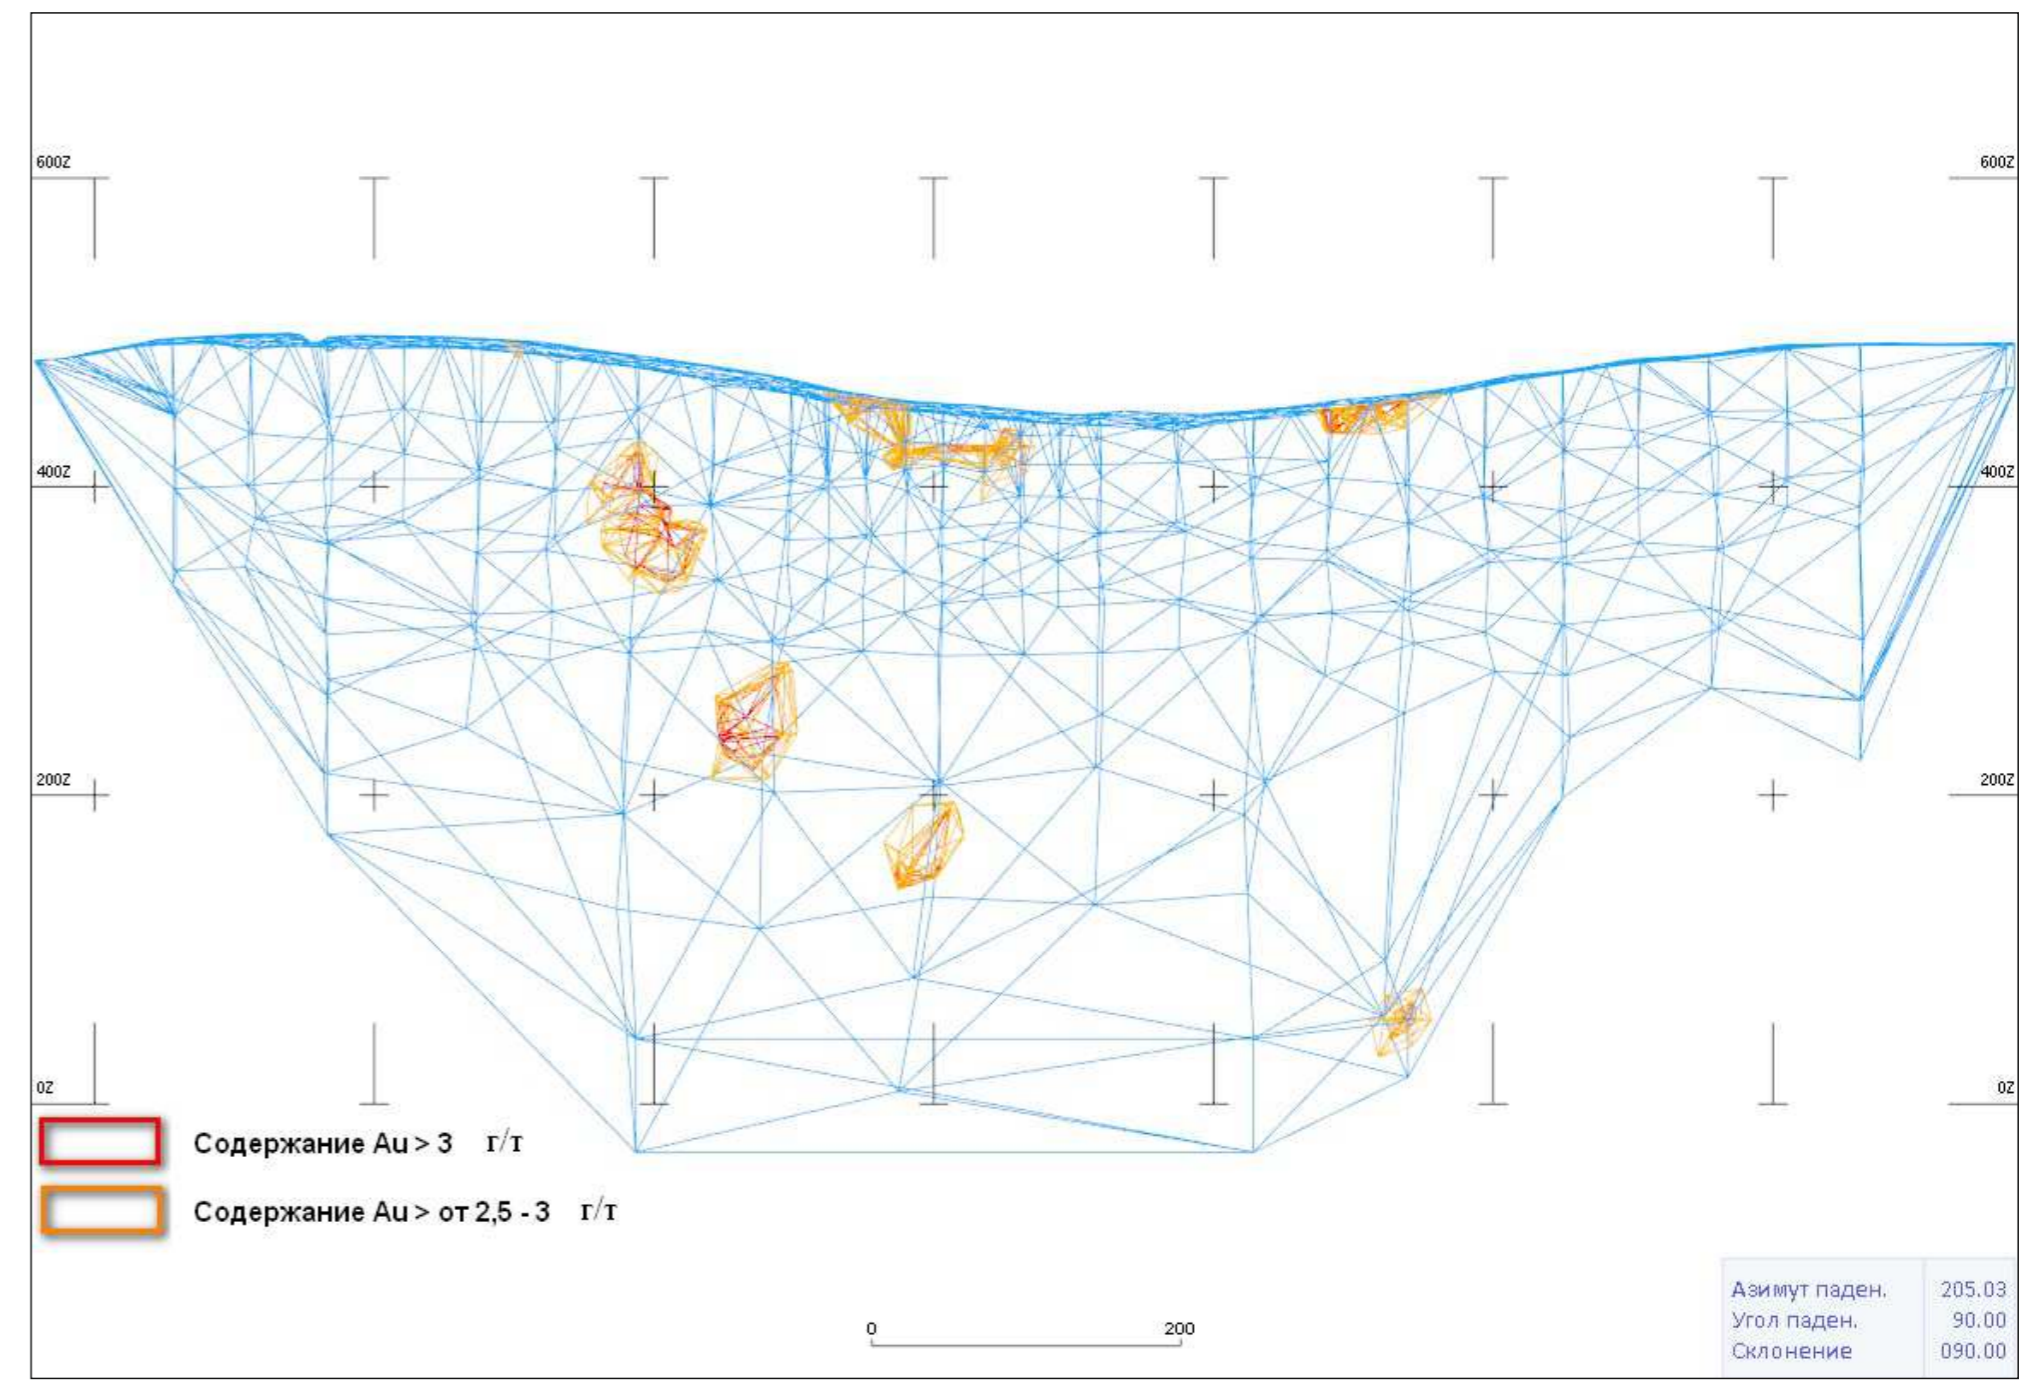 600Z 600Z
400Z 400Z
200Z 200Z
0Z 0Z
Содержание Au > 3 г/т
Содержание Au > от 2,5 - 3 г/т
Азимут паден. 205.03
Угол паден. 90.00
Склонение 090.00
0 200